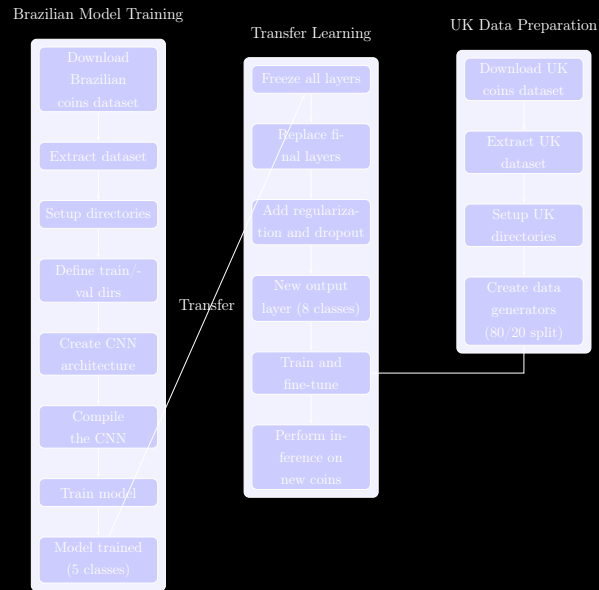 Brazilian Model Training
Download
Brazilian
coins dataset
Extract dataset
Setup directories
Define train/-
val dirs
Create CNN
architecture
Compile
the CNN
Train model
Model trained
(5 classes)
Transfer
Transfer Learning
Freeze all layers
Replace fi-
nal layers
Add regulariza-
tion and dropout
New output
layer (8 classes)
Train and
fine-tune
Perform in-
ference on
new coins
UK Data Preparation
Download UK
coins dataset
Extract UK
dataset
Setup UK
directories
Create data
generators
(80/20 split)